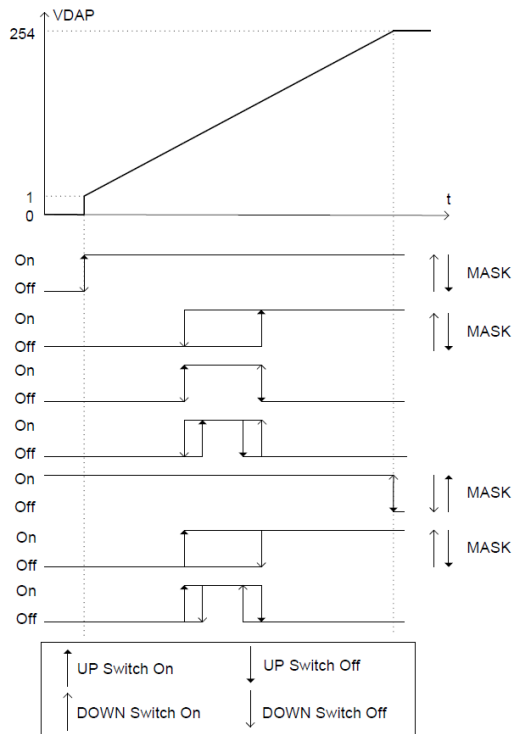 VDAP
254
1
0
t
On
Off
MASK
On
Off
MASK
On
Off
On
Off
On
Off
MASK
On
Off
MASK
On
Off
UP Switch On
UP Switch Off
DOWN Switch On
DOWN Switch Off